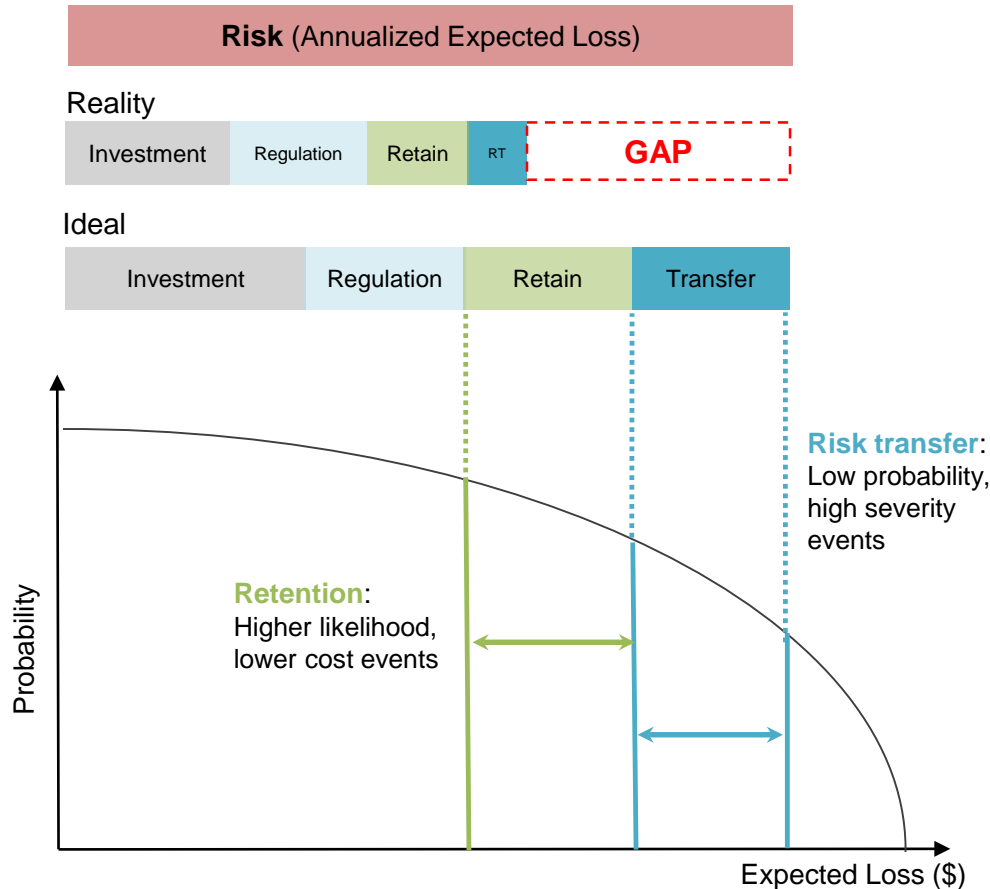 Risk (Annualized Expected Loss)
Reality
Investment Regulation Retain RT GAP
Ideal
Investment Regulation Retain Transfer
Risk transfer:
Low probability,
high severity
events
Retention:
Higher likelihood,
lower cost events
Probability
Expected Loss ($)